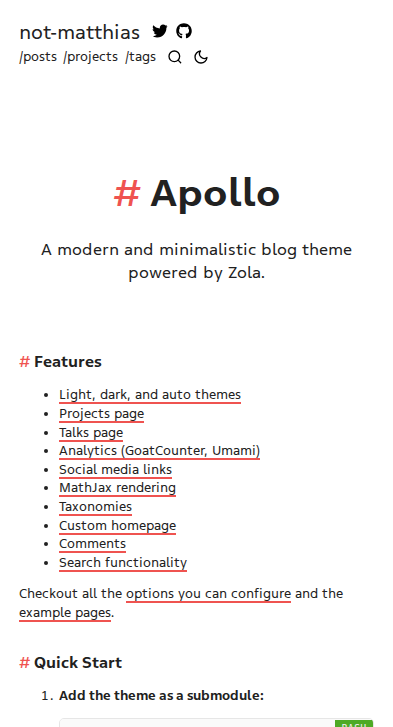 not-matthias
/posts /projects /tags
# Apollo
A modern and minimalistic blog theme
powered by Zola.
# Features
• Light, dark, and auto themes
• Projects page
• Talks page
• Analytics (GoatCounter, Umami)
• Social media links
• MathJax rendering
• Taxonomies
• Custom homepage
• Comments
• Search functionality
Checkout all the options you can configure and the
example pages.
# Quick Start
1. Add the theme as a submodule:
BASH